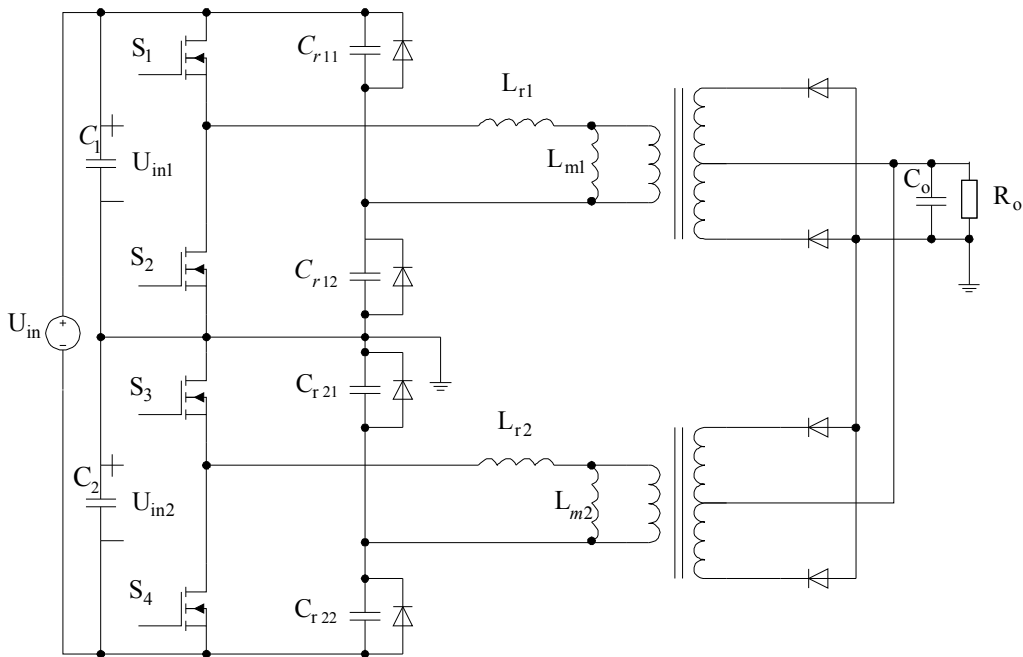 S1
Cr11
Lr1
C1
Uin1
Lm1
Co
Ro
S2
Cr12
Uin
+
−
S3
Cr21
Lr2
C2
Uin2
Lm2
S4
Cr22